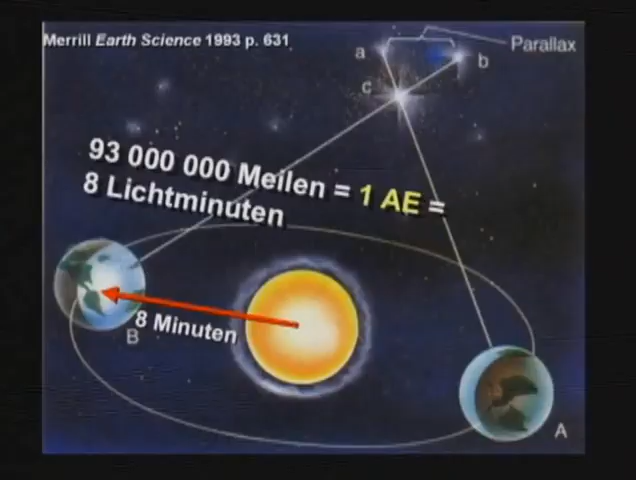 Merrill Earth Science 1993 p. 631
Parallax
a
b
c
93 000 000 Meilen = 1 AE =
8 Lichtminuten
8 Minuten
B
A